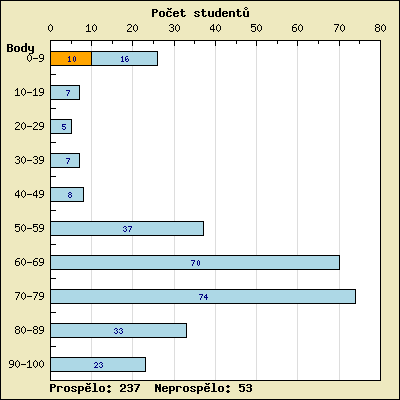 Počet studentů
0 10 20 30 40 50 60 70 80
Body
0-9 10 16
10-19 7
20-29 5
30-39 7
40-49 8
50-59 37
60-69 70
70-79 74
80-89 33
90-100 23
Prospělo: 237 Neprospělo: 53